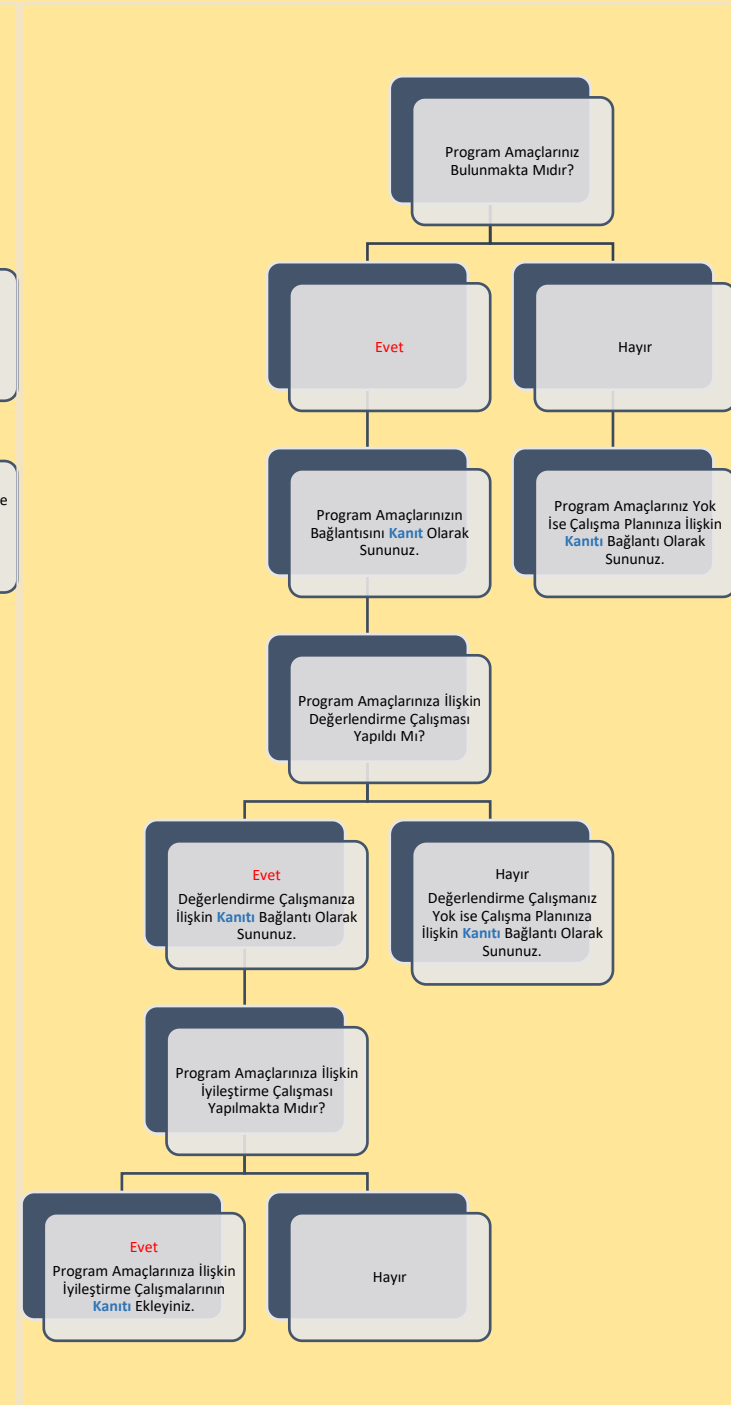 Program Amaçlarınız
Bulunmakta Mıdır?
Evet
Hayır
e
Program Amaçlarınızın
Bağlantısını Kanıt Olarak
Sununuz.
Program Amaçlarınız Yok
İse Çalışma Planınıza İlişkin
Kanıtı Bağlantı Olarak
Sununuz.
Program Amaçlarınıza İlişkin
Değerlendirme Çalışması
Yapıldı Mı?
Evet
Değerlendirme Çalışmanıza
İlişkin Kanıtı Bağlantı Olarak
Sununuz.
Hayır
Değerlendirme Çalışmanız
Yok ise Çalışma Planınıza
İlişkin Kanıtı Bağlantı Olarak
Sununuz.
Program Amaçlarınıza İlişkin
İyileştirme Çalışması
Yapılmakta Mıdır?
Evet
Program Amaçlarınıza İlişkin
İyileştirme Çalışmalarının
Kanıtı Ekleyiniz.
Hayır